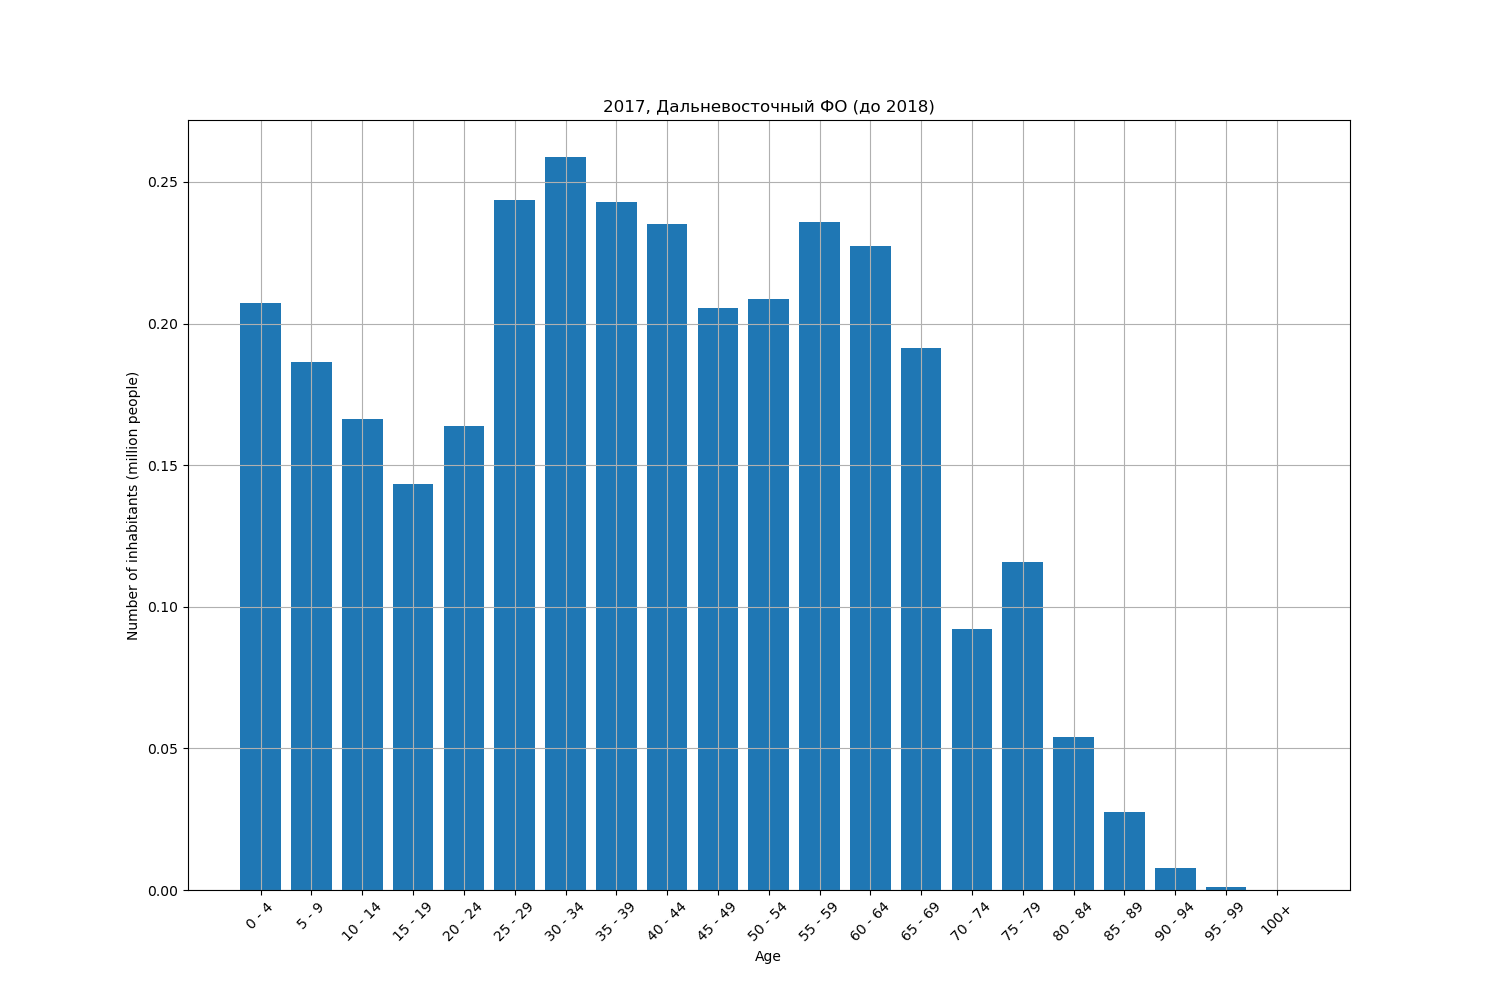 2017, Дальневосточный ФО (до 2018)
Number of inhabitants (million people)
0.25
0.20
0.15
0.10
0.05
0.00
0 - 4
5 - 9
10 - 14
15 - 19
20 - 24
25 - 29
30 - 34
35 - 39
40 - 44
45 - 49
50 - 54
55 - 59
60 - 64
65 - 69
70 - 74
75 - 79
80 - 84
85 - 89
90 - 94
95 - 99
100+
Age